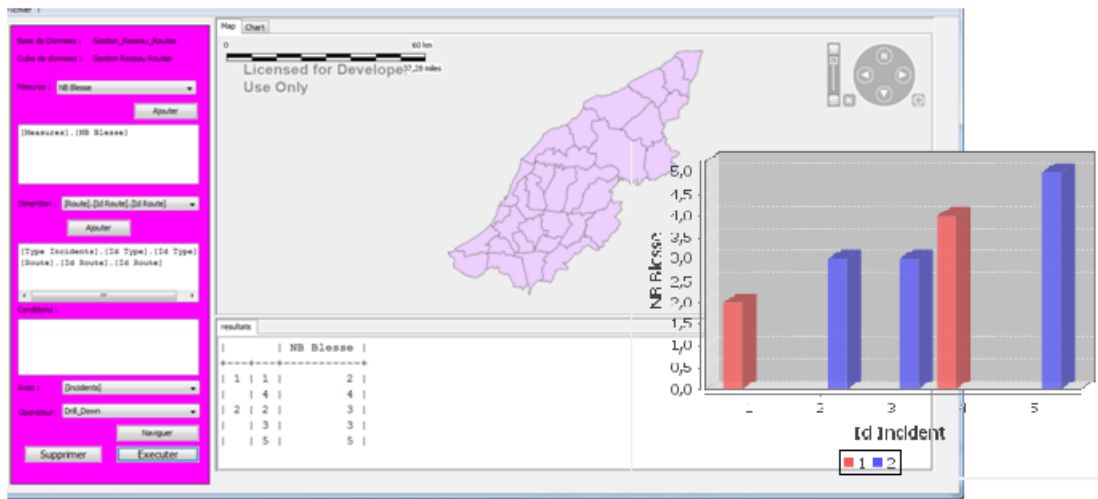 Fichier ?
Base de Donnees : Gestion_Reseau_Routier
Cube de donnees : Gestion Reseau Routier
Mesures : NB Blesse
Ajouter
[Measures].[NB Blesse]
Dimention : [Route].[Id Route].[Id Route]
Ajouter
[Type Incidents].[Id Type].[Id Type]
[Route].[Id Route].[Id Route]
Conditions :
Axes : [Incidents]
Operateur: Drill_Down
Naviguer
Supprimer Executer
Map Chart
0 60 km
37,28 miles
Licensed for Develope
Use Only
N
N
resultats
| | NB Blesse |
+---+---+-----------+
| 1 | 1 | 2 |
| | 4 | 4 |
| 2 | 2 | 3 |
| | 3 | 3 |
| | 5 | 5 |
5,0
4,5
4,0
3,5
3,0
2,5
2,0
1,5
1,0
0,5
0,0
NB Blesse
1 2 3 4 5
Id Incident
1 2